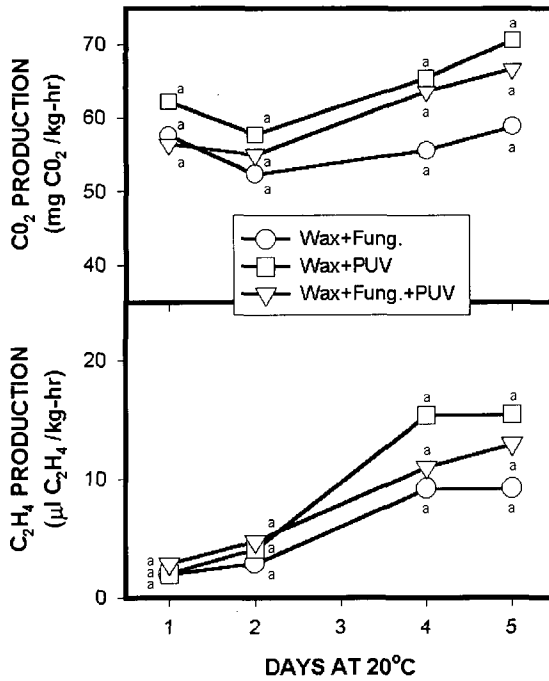 70
60
50
40
CO₂ PRODUCTION
(mg CO₂ /kg-hr)
a
a
a
a
a
a
a
a
a
a
a
a
Wax+Fung.
Wax+PUV
Wax+Fung.+PUV
20
10
0
C₂H₄ PRODUCTION
(µl C₂H₄ /kg-hr)
a
a
a
a
a
a
a
a
a
a
a
a
1
2
3
4
5
DAYS AT 20°C